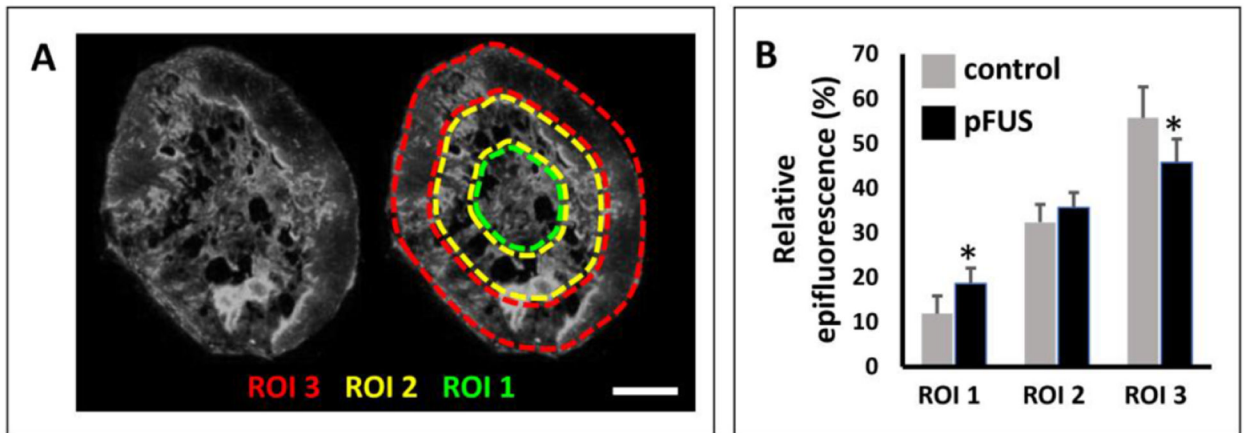 A
ROI 3 ROI 2 ROI 1
B
Relative
epifluorescence (%)
70
60
50
40
30
20
10
0
control
pFUS
*
*
ROI 1 ROI 2 ROI 3